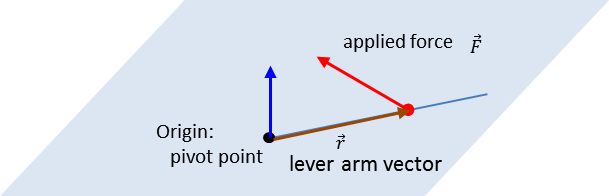 applied force F⃗
Origin:
pivot point
r⃗
lever arm vector